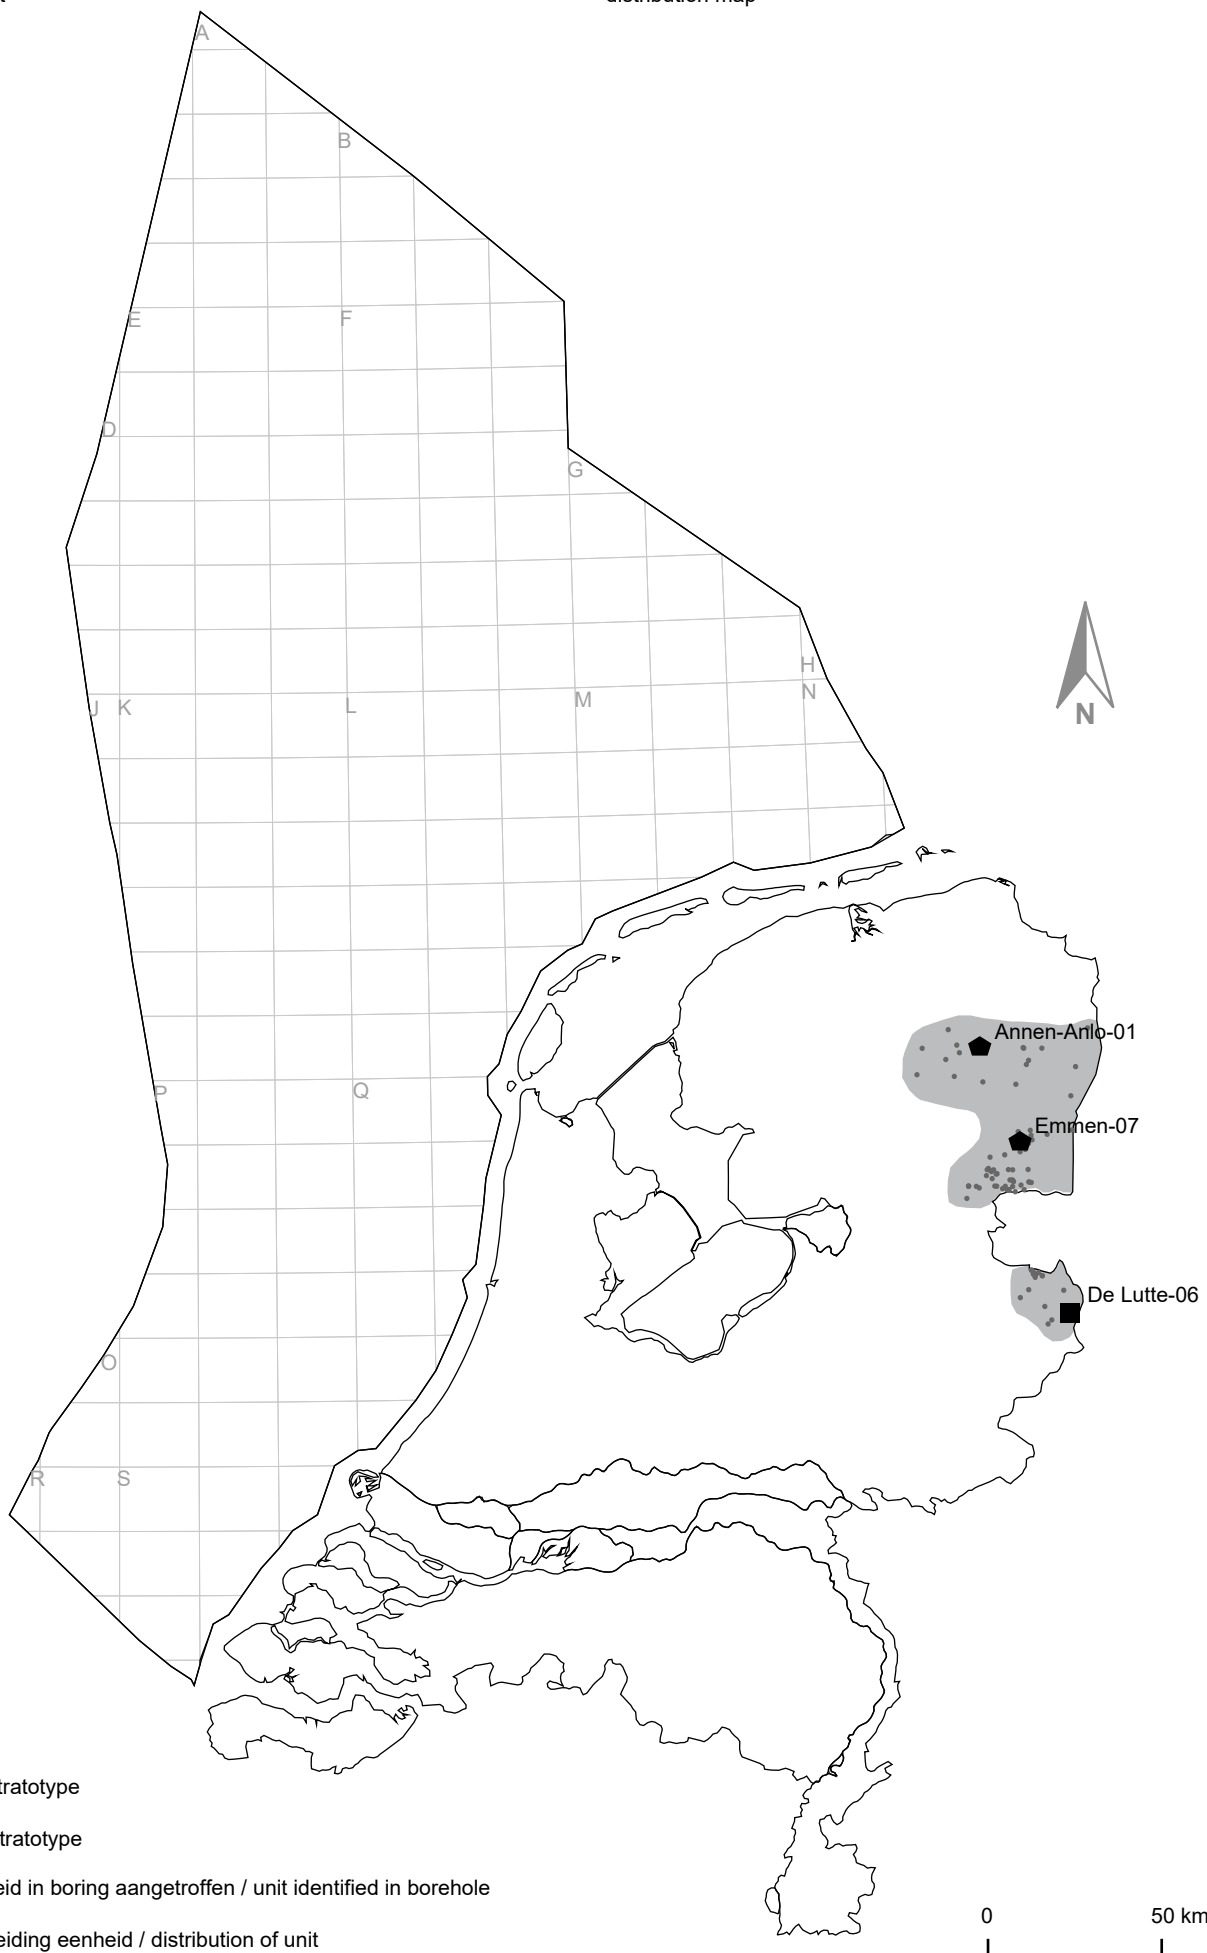 distribution map
A
B
E
F
D
G
H
N
J K
L
M
N
Annen-Anlo-01
P
Q
Emmen-07
De Lutte-06
O
R
S
tratotype
tratotype
eid in boring aangetroffen / unit identified in borehole
eiding eenheid / distribution of unit
0
50 km